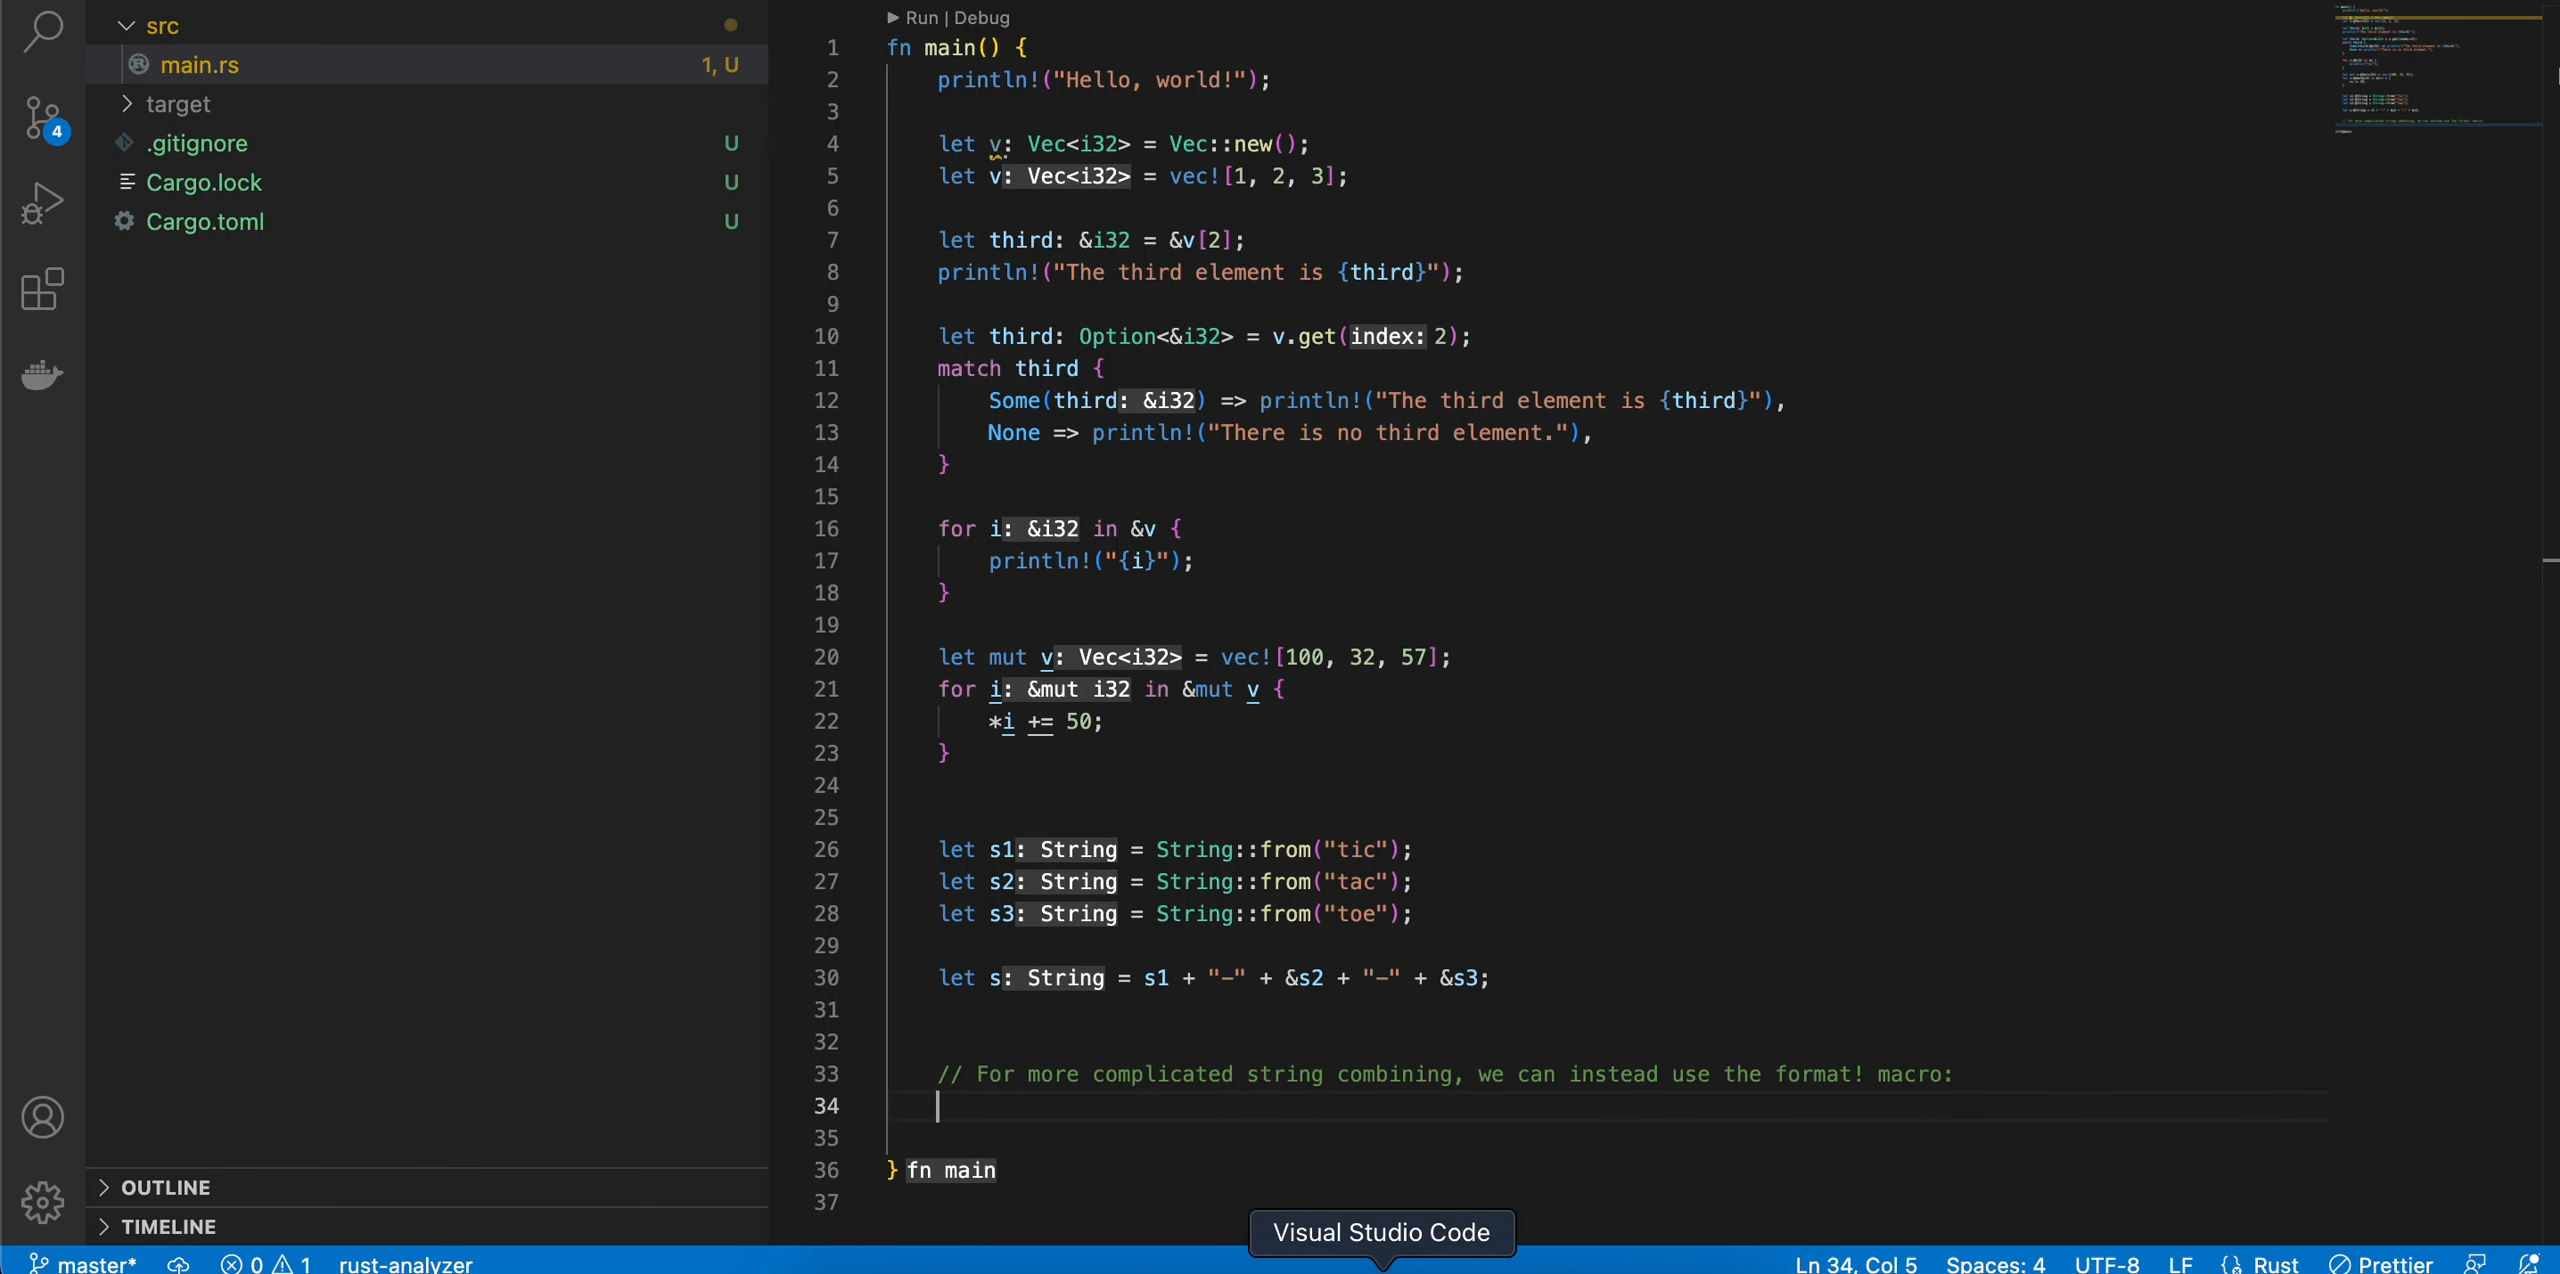 src
main.rs 1, U
target
.gitignore U
Cargo.lock U
Cargo.toml U
4
OUTLINE
TIMELINE
Run | Debug
1 fn main() {
2 println!("Hello, world!");
3
4 let v: Vec<i32> = Vec::new();
5 let v: Vec<i32> = vec![1, 2, 3];
6
7 let third: &i32 = &v[2];
8 println!("The third element is {third}");
9
10 let third: Option<&i32> = v.get(index: 2);
11 match third {
12 Some(third: &i32) => println!("The third element is {third}"),
13 None => println!("There is no third element."),
14 }
15
16 for i: &i32 in &v {
17 println!("{i}");
18 }
19
20 let mut v: Vec<i32> = vec![100, 32, 57];
21 for i: &mut i32 in &mut v {
22 *i += 50;
23 }
24
25
26 let s1: String = String::from("tic");
27 let s2: String = String::from("tac");
28 let s3: String = String::from("toe");
29
30 let s: String = s1 + "-" + &s2 + "-" + &s3;
31
32
33 // For more complicated string combining, we can instead use the format! macro:
34
35
36 } fn main
37
Visual Studio Code
master* 0 1 rust-analyzer Ln 34, Col 5 Spaces: 4 UTF-8 LF Rust Prettier